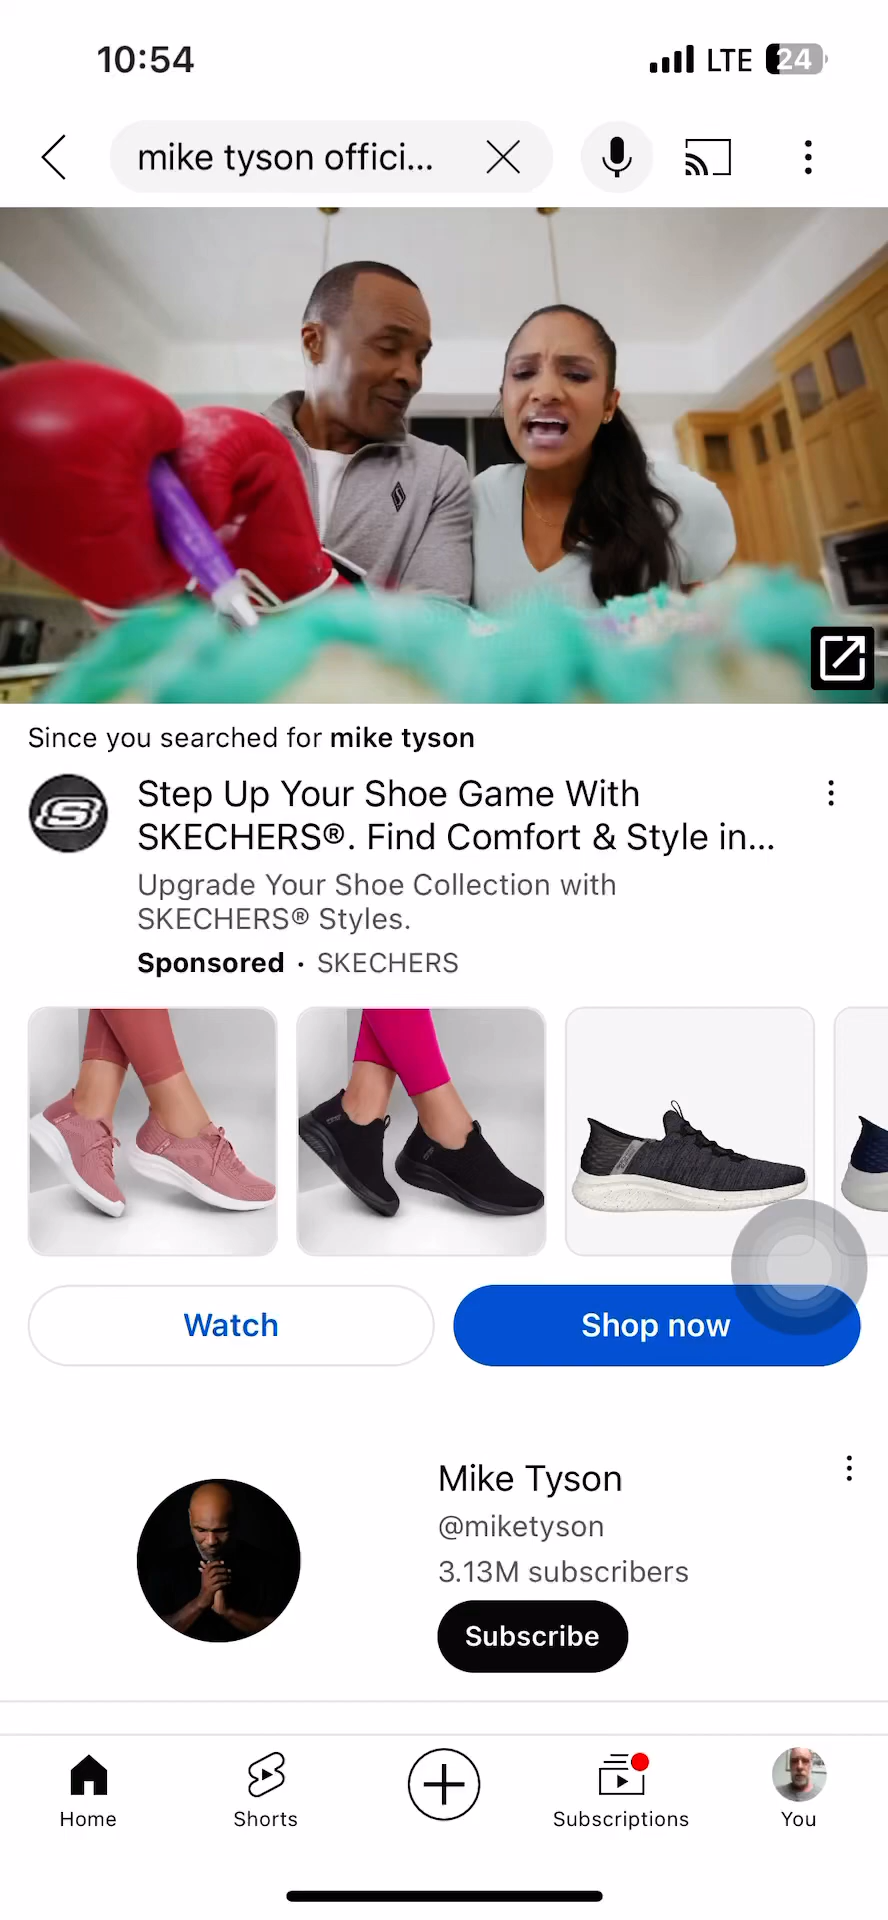 10:54
LTE
24
mike tyson offici...
Since you searched for mike tyson
Step Up Your Shoe Game With
SKECHERS®. Find Comfort & Style in...
Upgrade Your Shoe Collection with
SKECHERS® Styles.
Sponsored · SKECHERS
Watch
Shop now
Mike Tyson
@miketyson
3.13M subscribers
Subscribe
Home
Shorts
Subscriptions
You